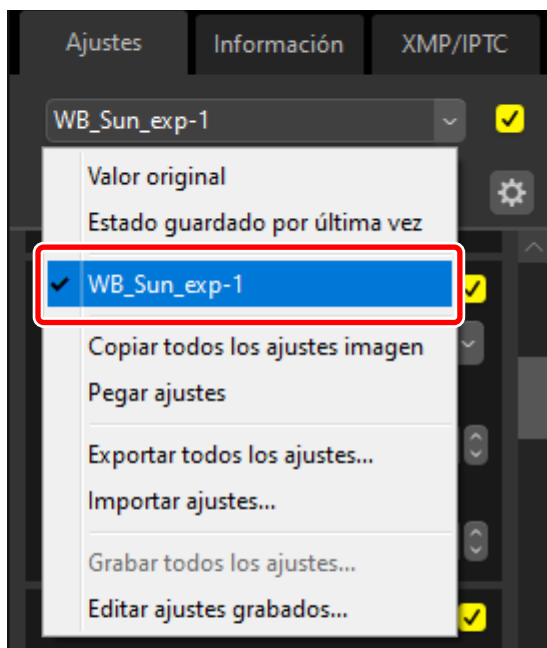 Ajustes
Información
XMP/IPTC
WB_Sun_exp-1
Valor original
Estado guardado por última vez
WB_Sun_exp-1
Copiar todos los ajustes imagen
Pegar ajustes
Exportar todos los ajustes...
Importar ajustes...
Grabar todos los ajustes...
Editar ajustes grabados...